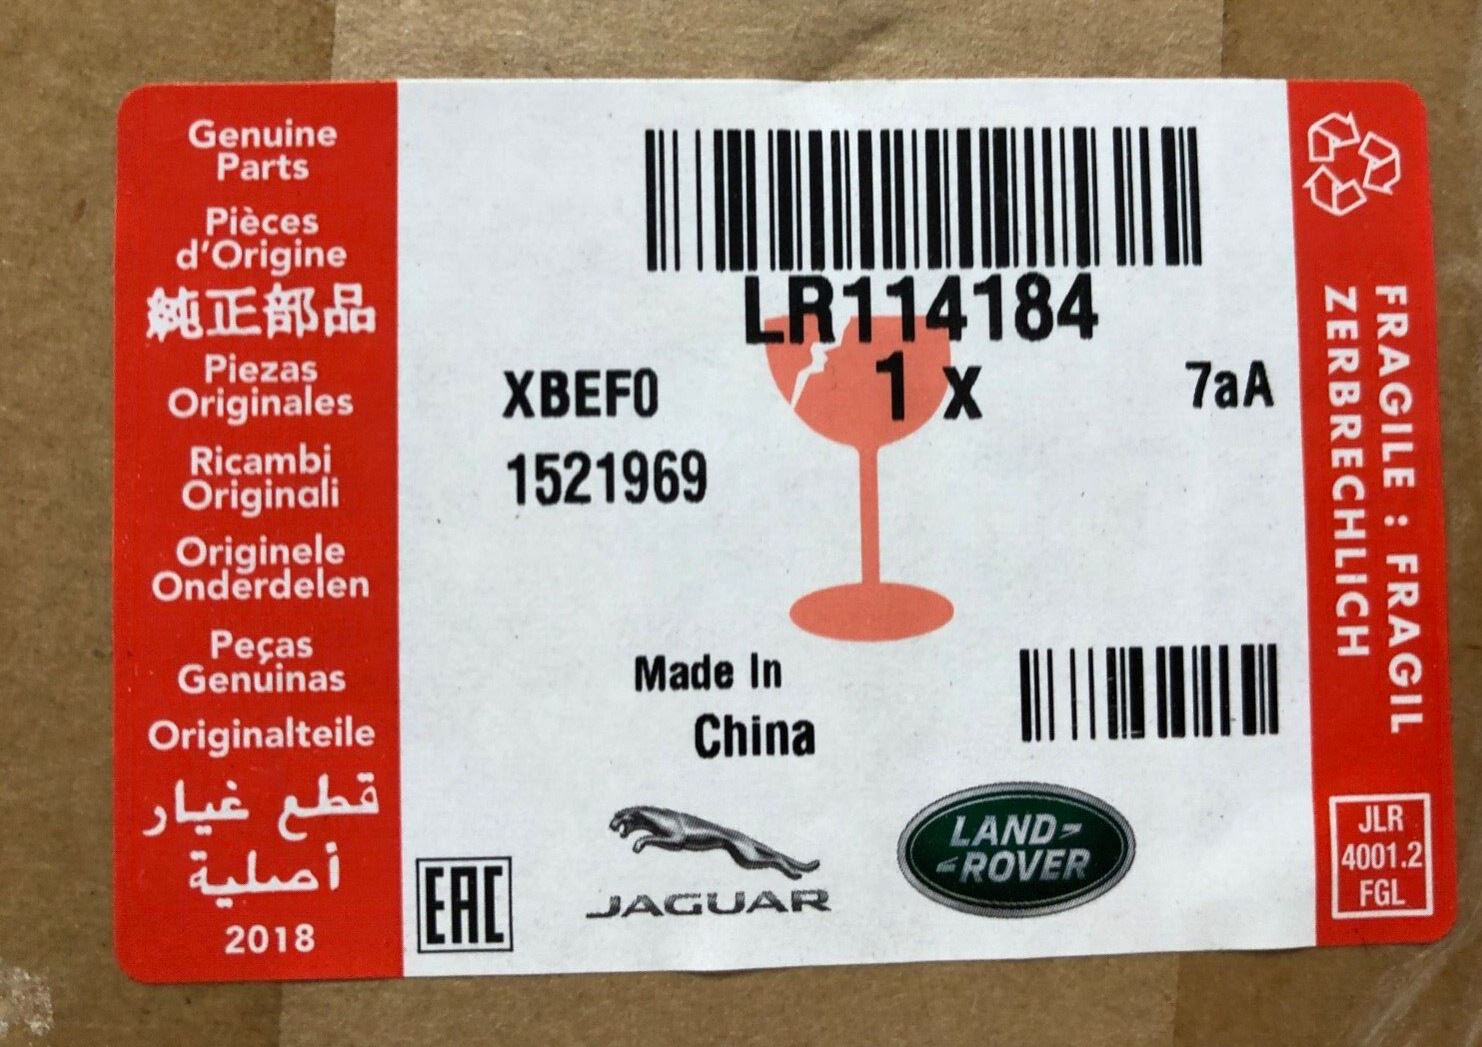 Genuine
Parts
Pièces
d'Origine
純正部品
Piezas
Originales
Ricambi
Originali
Originele
Onderdelen
Peças
Genuinas
Originalteile
قطع غيار
أصلية
2018
LR114184
1 x
7aA
XBEF0
1521969
Made In
China
EAC
JAGUAR
LAND-
-ROVER
FRAGILE : FRAGIL
ZERBRECHLICH
JLR
4001.2
FGL